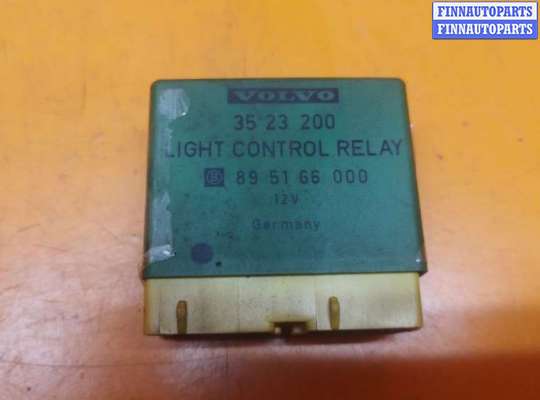 FINNAUTOPARTS
FINNAUTOPARTS
VOLVO
35 23 200
LIGHT CONTROL RELAY
89 51 66 000
12V
Germany